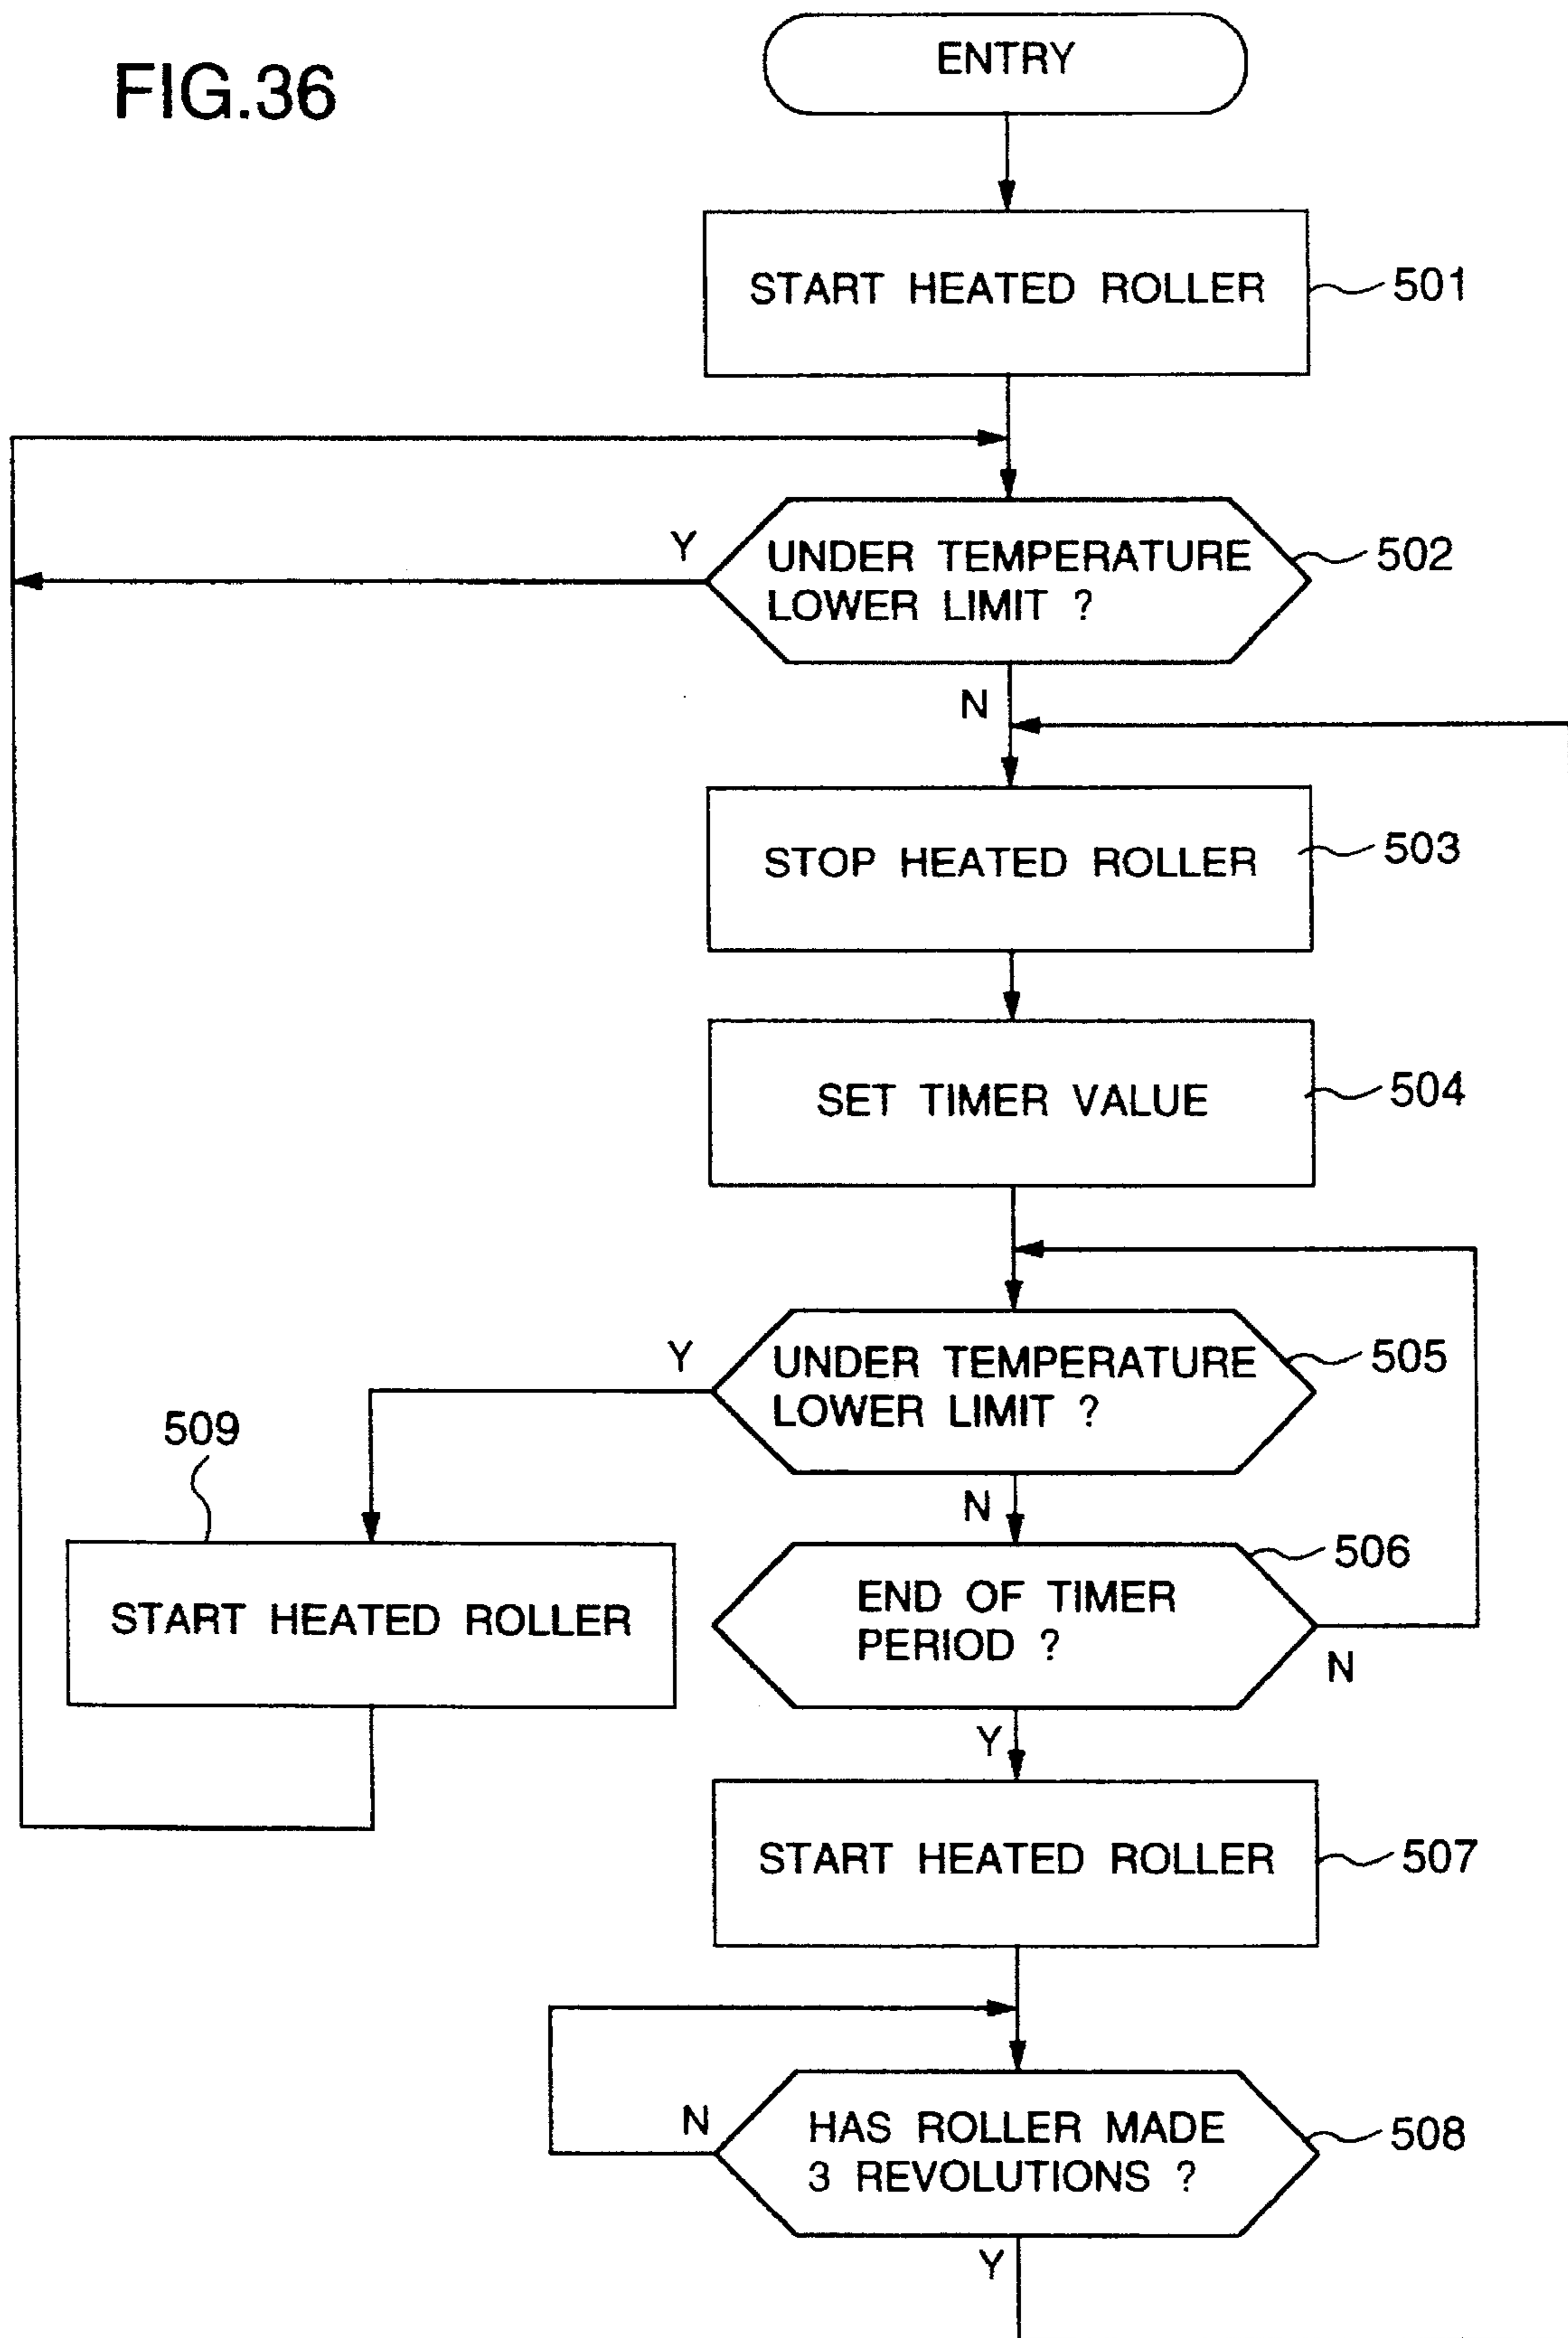 FIG.36
ENTRY
START HEATED ROLLER
501
Y
UNDER TEMPERATURE
LOWER LIMIT ?
502
N
STOP HEATED ROLLER
503
SET TIMER VALUE
504
Y
UNDER TEMPERATURE
LOWER LIMIT ?
505
509
N
START HEATED ROLLER
END OF TIMER
PERIOD ?
506
N
Y
START HEATED ROLLER
507
N
HAS ROLLER MADE
3 REVOLUTIONS ?
508
Y